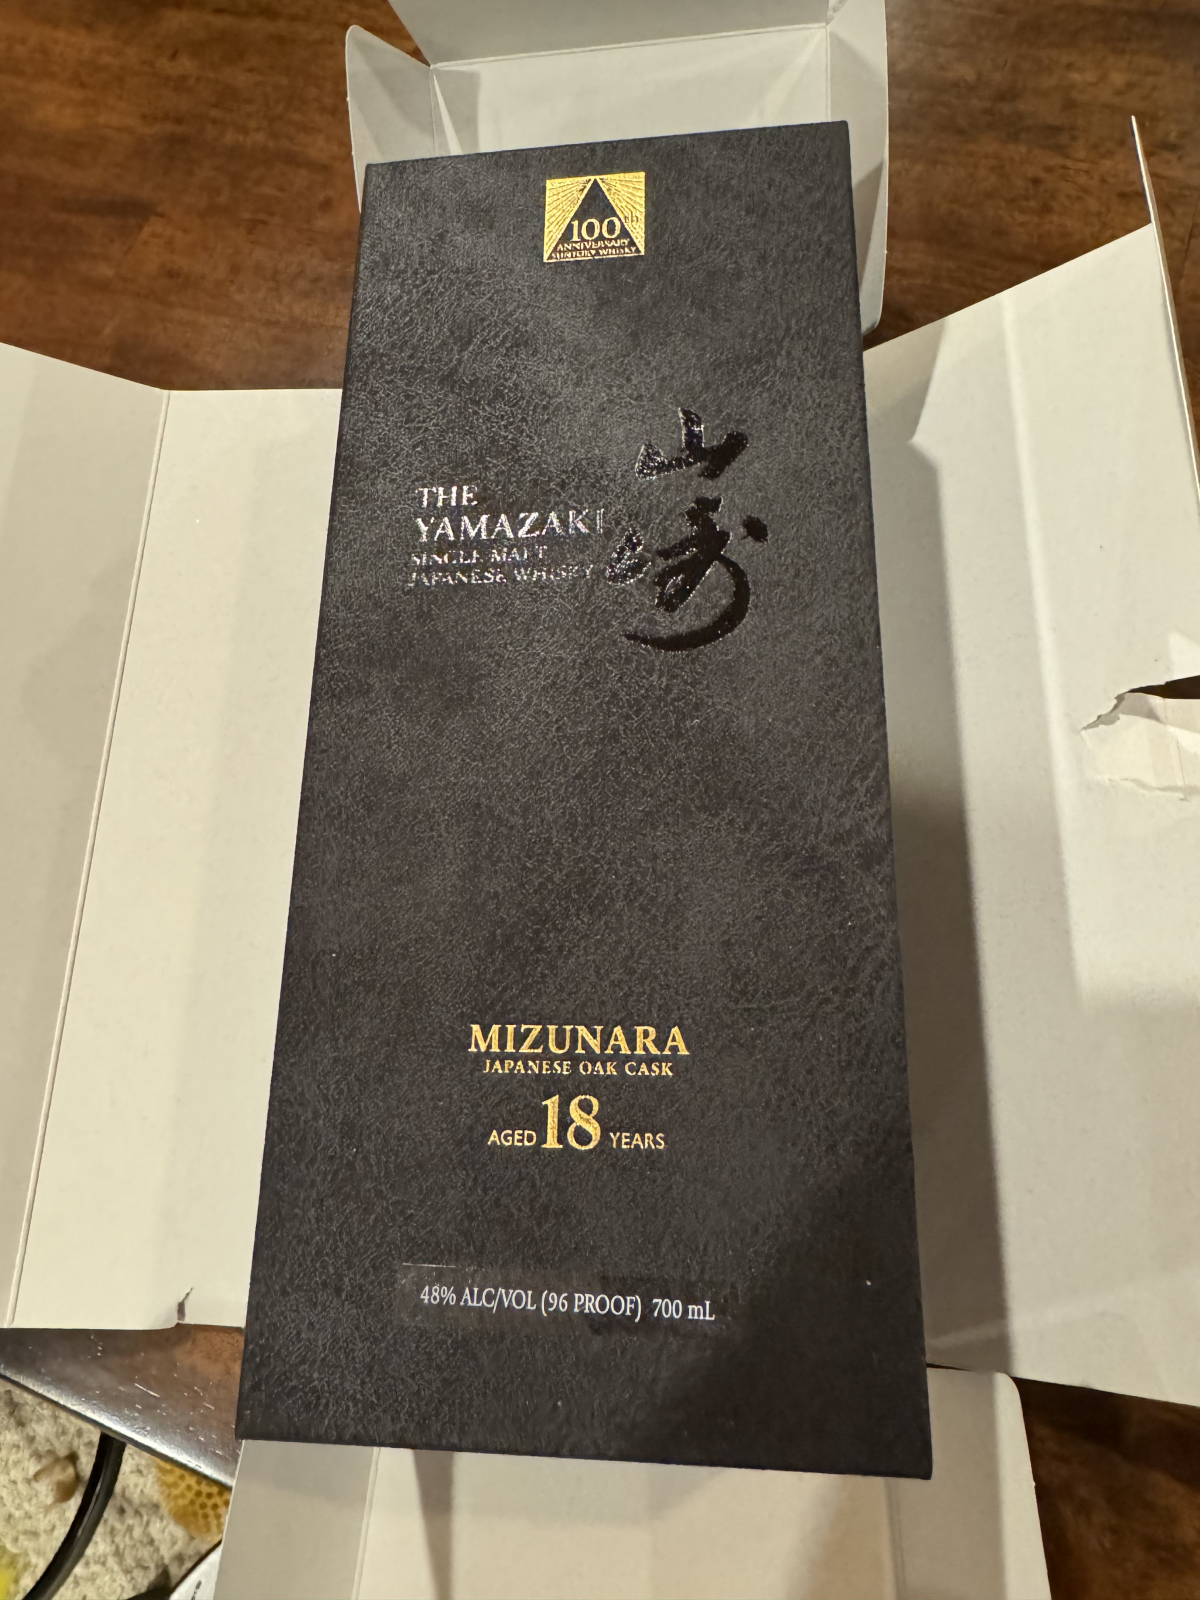 100th
ANNIVERSARY
SUNTORY WHISKY
THE
YAMAZAKI
SINGLE MALT
JAPANESE WHISKY
山崎
MIZUNARA
JAPANESE OAK CASK
AGED 18 YEARS
48% ALC/VOL (96 PROOF) 700 mL